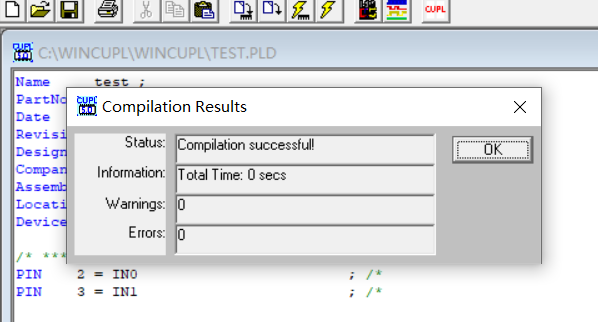 CUPL
C:\WINCUPL\WINCUPL\TEST.PLD
Name test ;
PartNo
Date
Revisi
Design
Compan
Assemb
Locati
Device
Compilation Results
Status: Compilation successful!
Information: Total Time: 0 secs
Warnings: 0
Errors: 0
OK
/* ***
PIN 2 = IN0 ; /*
PIN 3 = IN1 ; /*